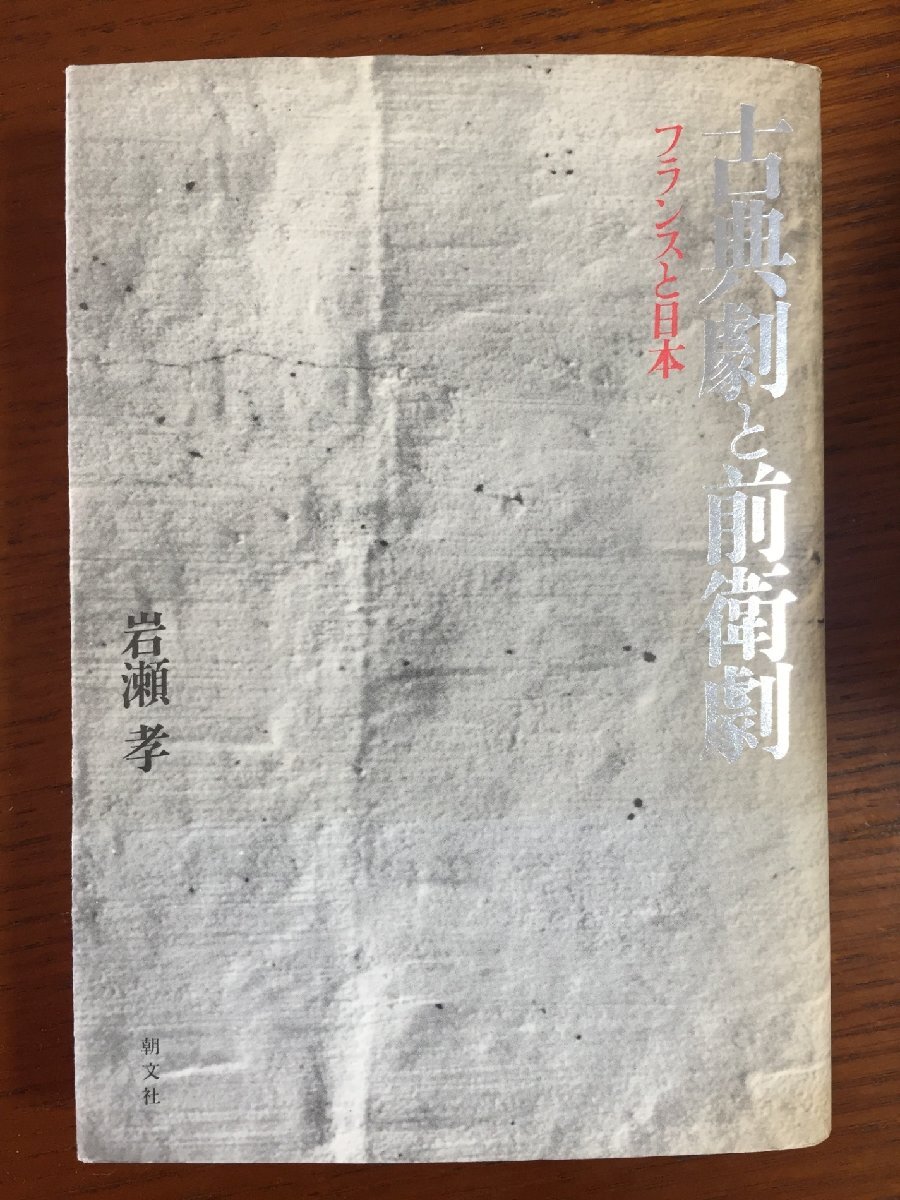 古典劇と前衛劇
フランスと日本
岩瀬 孝
朝文社